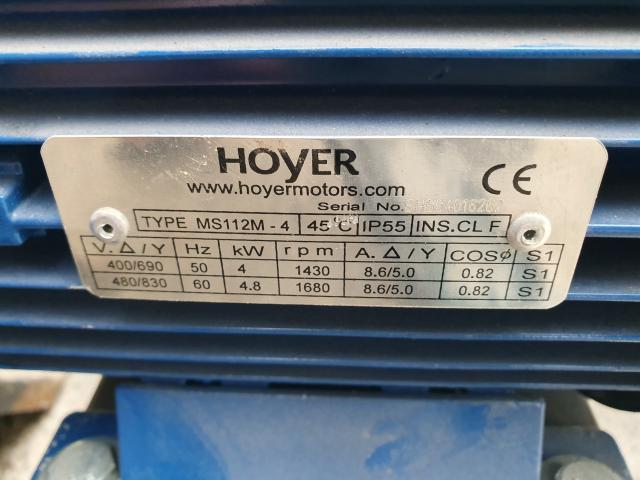 HOYER
www.hoyermotors.com
CE
Serial No.
TYPE MS112M - 4 45°C IP55 INS.CL F
V. Δ / Y Hz kW rpm A. Δ / Y COSØ S1
400/690 50 4 1430 8.6/5.0 0.82 S1
480/830 60 4.8 1680 8.6/5.0 0.82 S1